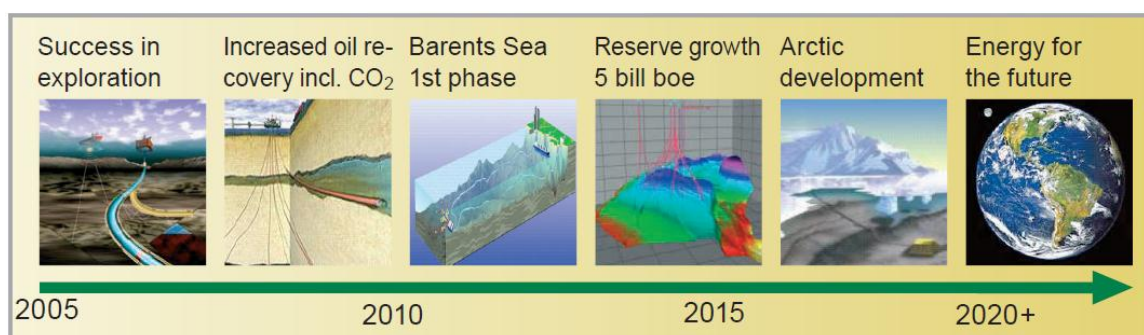 Success in
exploration
Increased oil re-
covery incl. CO₂
Barents Sea
1st phase
Reserve growth
5 bill boe
Arctic
development
Energy for
the future
2005
2010
2015
2020+